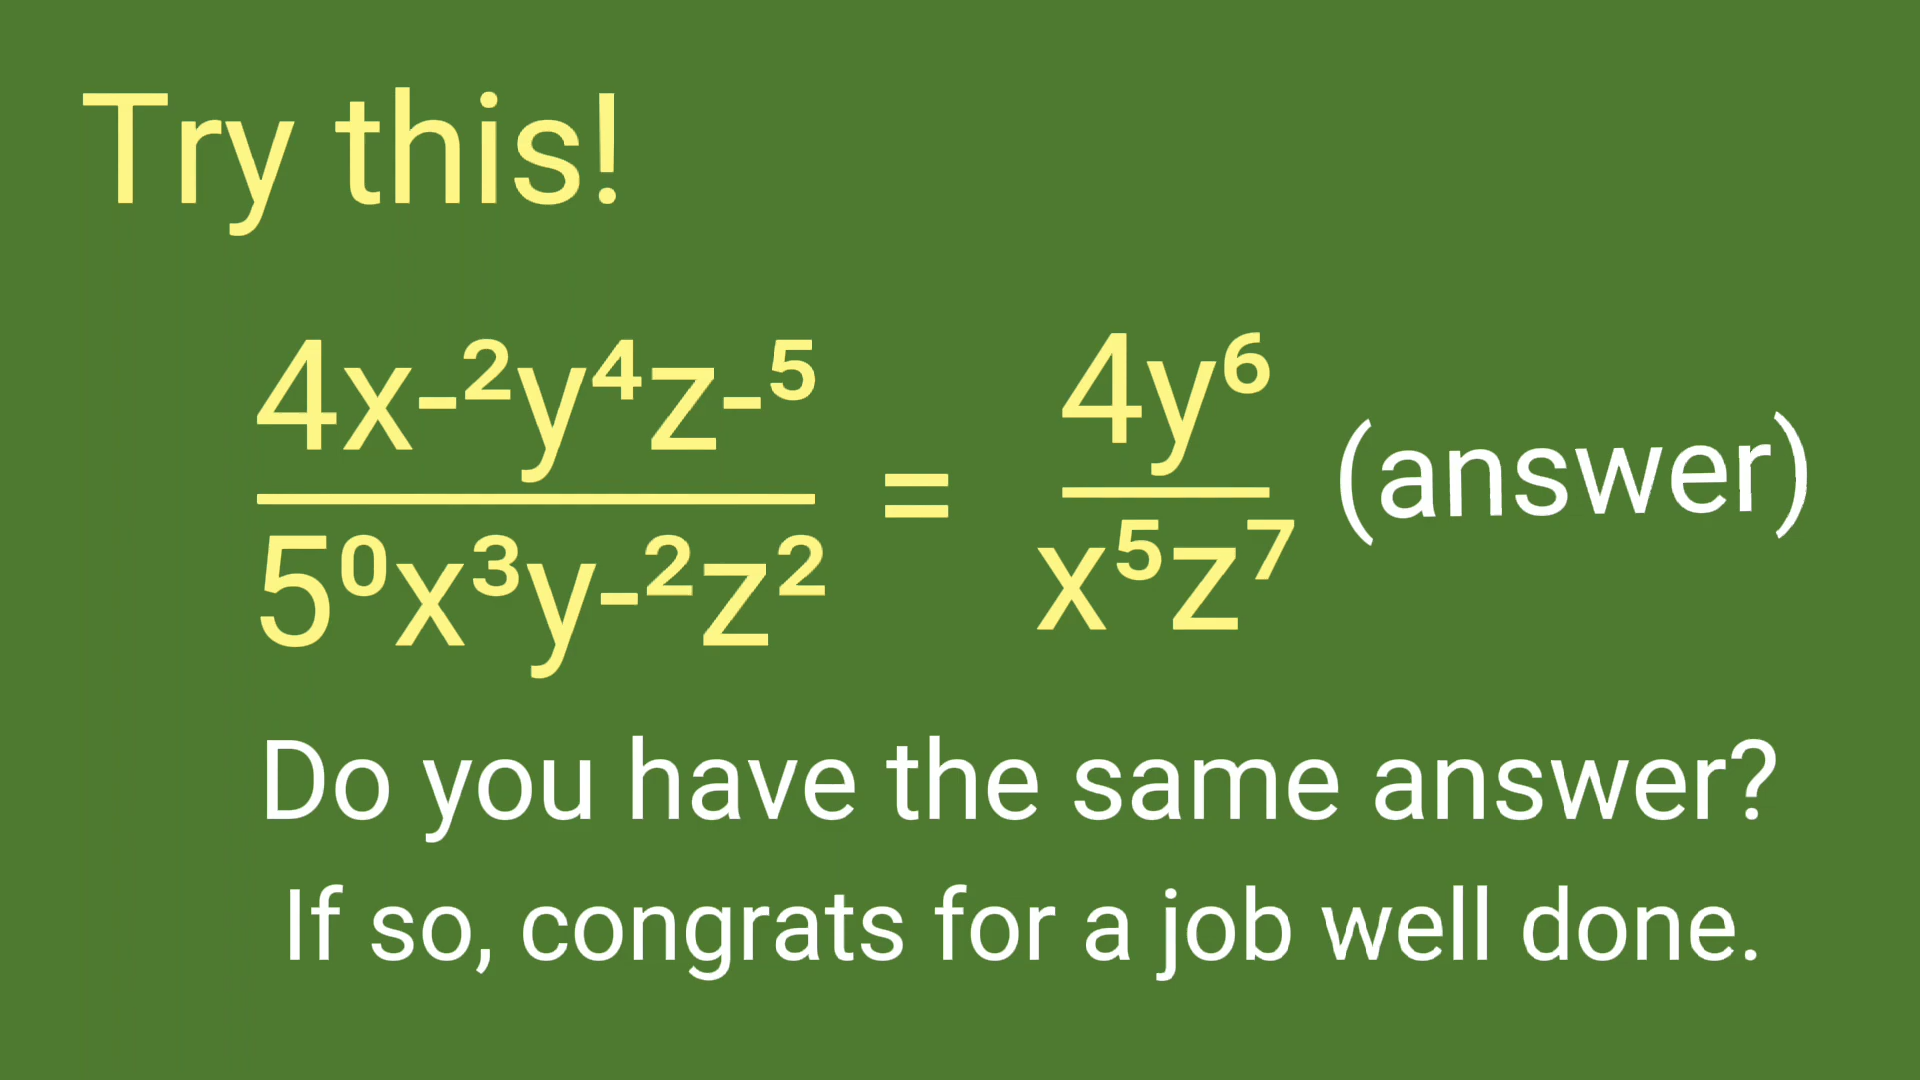 Try this!
4x-²y⁴z-⁵
5⁰x³y-²z²
=
4y⁶
x⁵z⁷
(answer)
Do you have the same answer?
If so, congrats for a job well done.